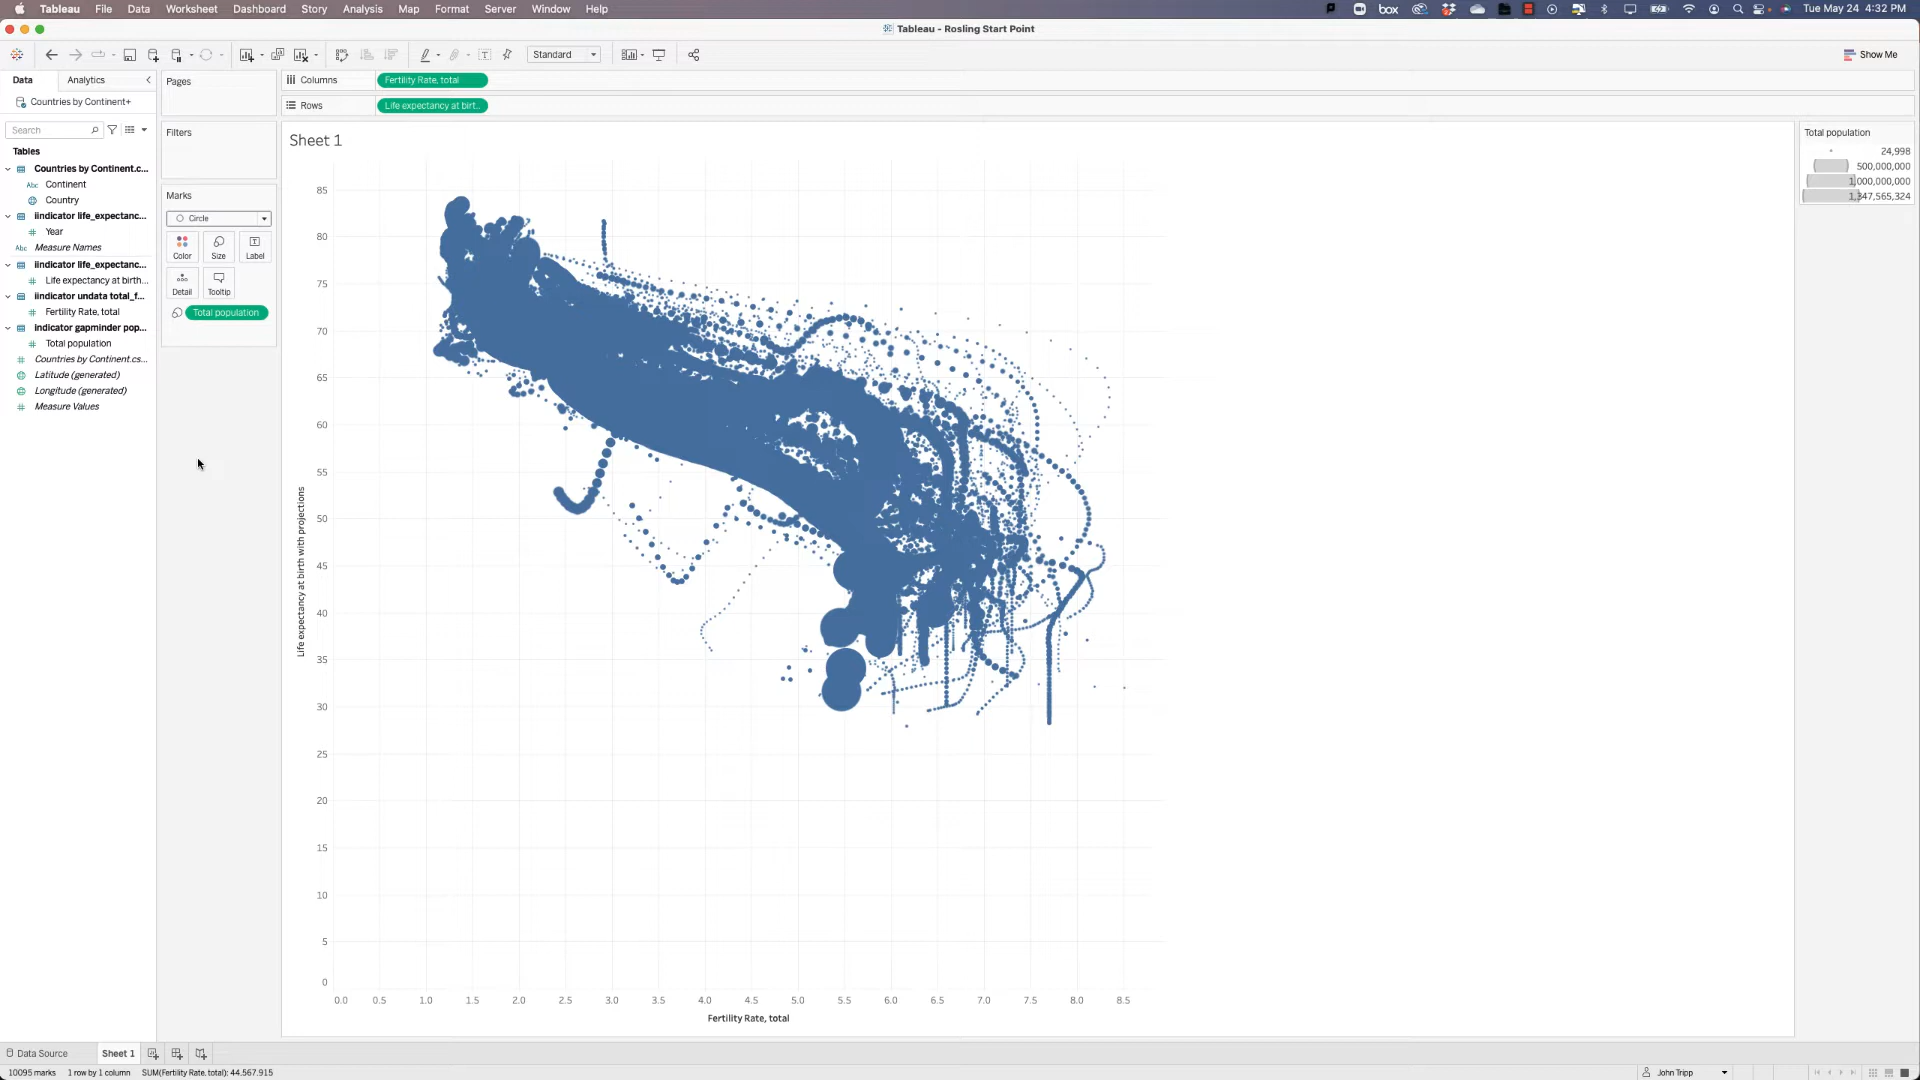 Tableau File Data Worksheet Dashboard Story Analysis Map Format Server Window Help
box
Tue May 24 4:32 PM
Tableau - Rosling Start Point
Standard
Show Me
Data Analytics
Pages
Columns
Fertility Rate, total
Countries by Continent+
Rows
Life expectancy at birt..
Search
Filters
Sheet 1
Total population
24,998
500,000,000
1,000,000,000
1,347,565,324
Tables
Countries by Continent.c...
Abc Continent
Country
iindicator life_expectanc...
Year
Abc Measure Names
iindicator life_expectanc...
Life expectancy at birth...
iindicator undata total_f...
Fertility Rate, total
indicator gapminder pop...
Total population
Countries by Continent.cs...
Latitude (generated)
Longitude (generated)
Measure Values
Marks
Circle
Color Size Label
Detail Tooltip
Total population
85
80
75
70
65
60
55
50
45
40
35
30
25
20
15
10
5
0
Life expectancy at birth with projections
0.0 0.5 1.0 1.5 2.0 2.5 3.0 3.5 4.0 4.5 5.0 5.5 6.0 6.5 7.0 7.5 8.0 8.5
Fertility Rate, total
Data Source Sheet 1
10095 marks 1 row by 1 column SUM(Fertility Rate, total): 44,567.915
John Tripp